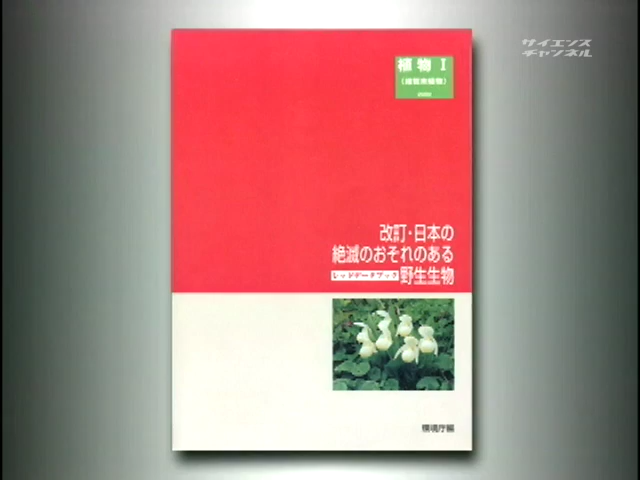 サイエンス
チャンネル
植物 I
(維管束植物)
改訂・日本の
絶滅のおそれのある
レッドデータブック 野生生物
環境庁編